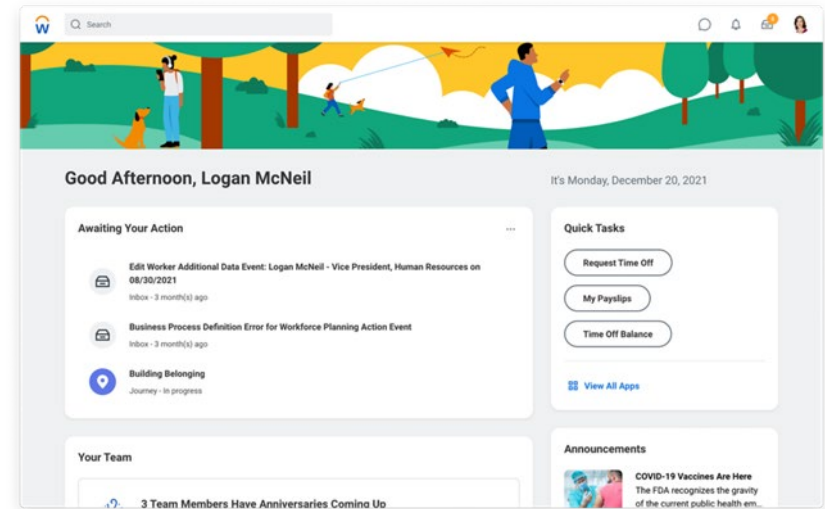 Search
Good Afternoon, Logan McNeil
It's Monday, December 20, 2021
Awaiting Your Action
Edit Worker Additional Data Event: Logan McNeil - Vice President, Human Resources on
08/30/2021
Inbox - 3 month(s) ago
Business Process Definition Error for Workforce Planning Action Event
Inbox - 3 month(s) ago
Building Belonging
Journey - In progress
Quick Tasks
Request Time Off
My Payslips
Time Off Balance
View All Apps
Your Team
3 Team Members Have Anniversaries Coming Up
Announcements
COVID-19 Vaccines Are Here
The FDA recognizes the gravity
of the current public health em...